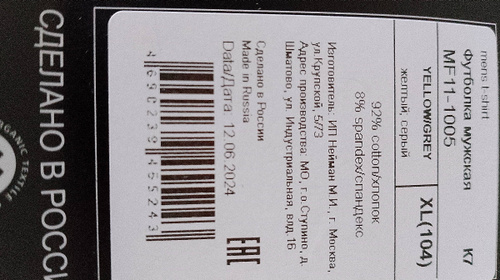 mens t-shirt
Футболка мужская К7
MF11-1005
YELLOW/GREY XL(104)
желтый, серый
92% cotton/хлопок
8% spandex/спандекс
Изготовитель: ИП Нейман М.И., г. Москва,
ул. Крупской, 5/73
Адрес производства: МО, г.о Ступино, д.
Шматово, ул. Индустриальная, влд. 1б
Сделано в России
Made in Russia
Data/Дата: 12.06.2024
EAC
СДЕЛАНО В РОССИ
ORGANIC TEXTILE